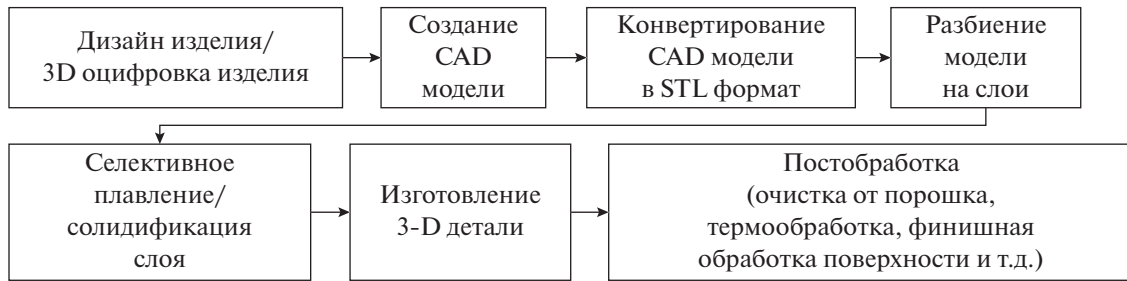 Дизайн изделия/
3D оцифровка изделия
Создание
CAD
модели
Конвертирование
CAD модели
в STL формат
Разбиение
модели
на слои
Селективное
плавление/
солидификация
слоя
Изготовление
3-D детали
Постобработка
(очистка от порошка,
термообработка, финишная
обработка поверхности и т.д.)